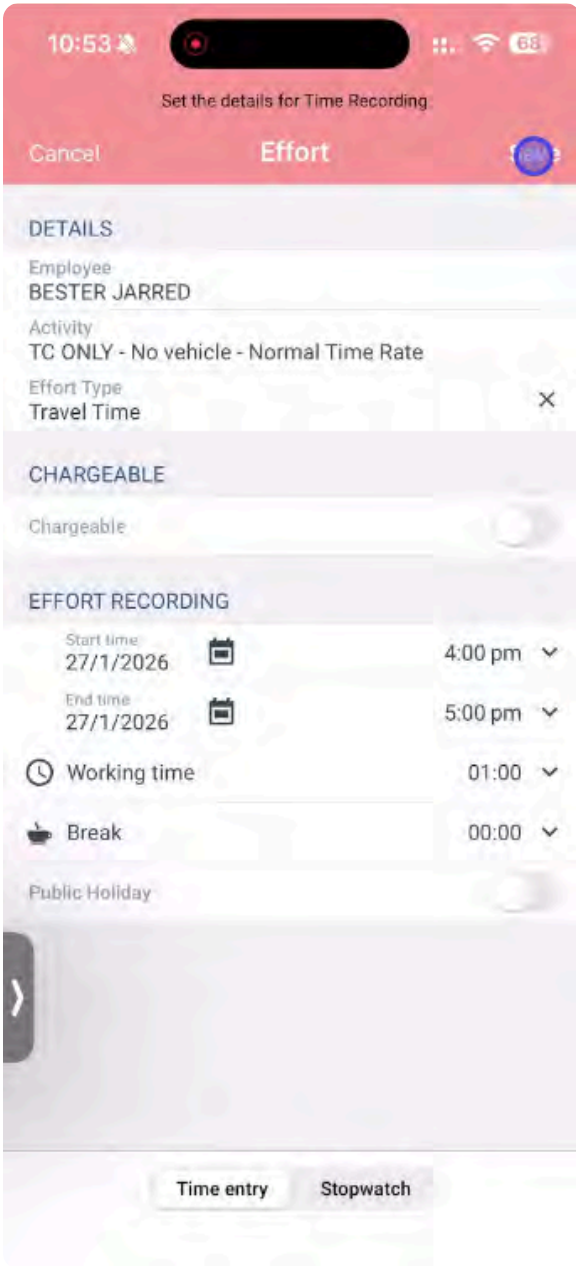 10:53
68
Set the details for Time Recording
Cancel Effort
DETAILS
Employee
BESTER JARRED
Activity
TC ONLY - No vehicle - Normal Time Rate
Effort Type
Travel Time
CHARGEABLE
Chargeable
EFFORT RECORDING
Start time
27/1/2026 4:00 pm
End time
27/1/2026 5:00 pm
Working time 01:00
Break 00:00
Public Holiday
Time entry Stopwatch